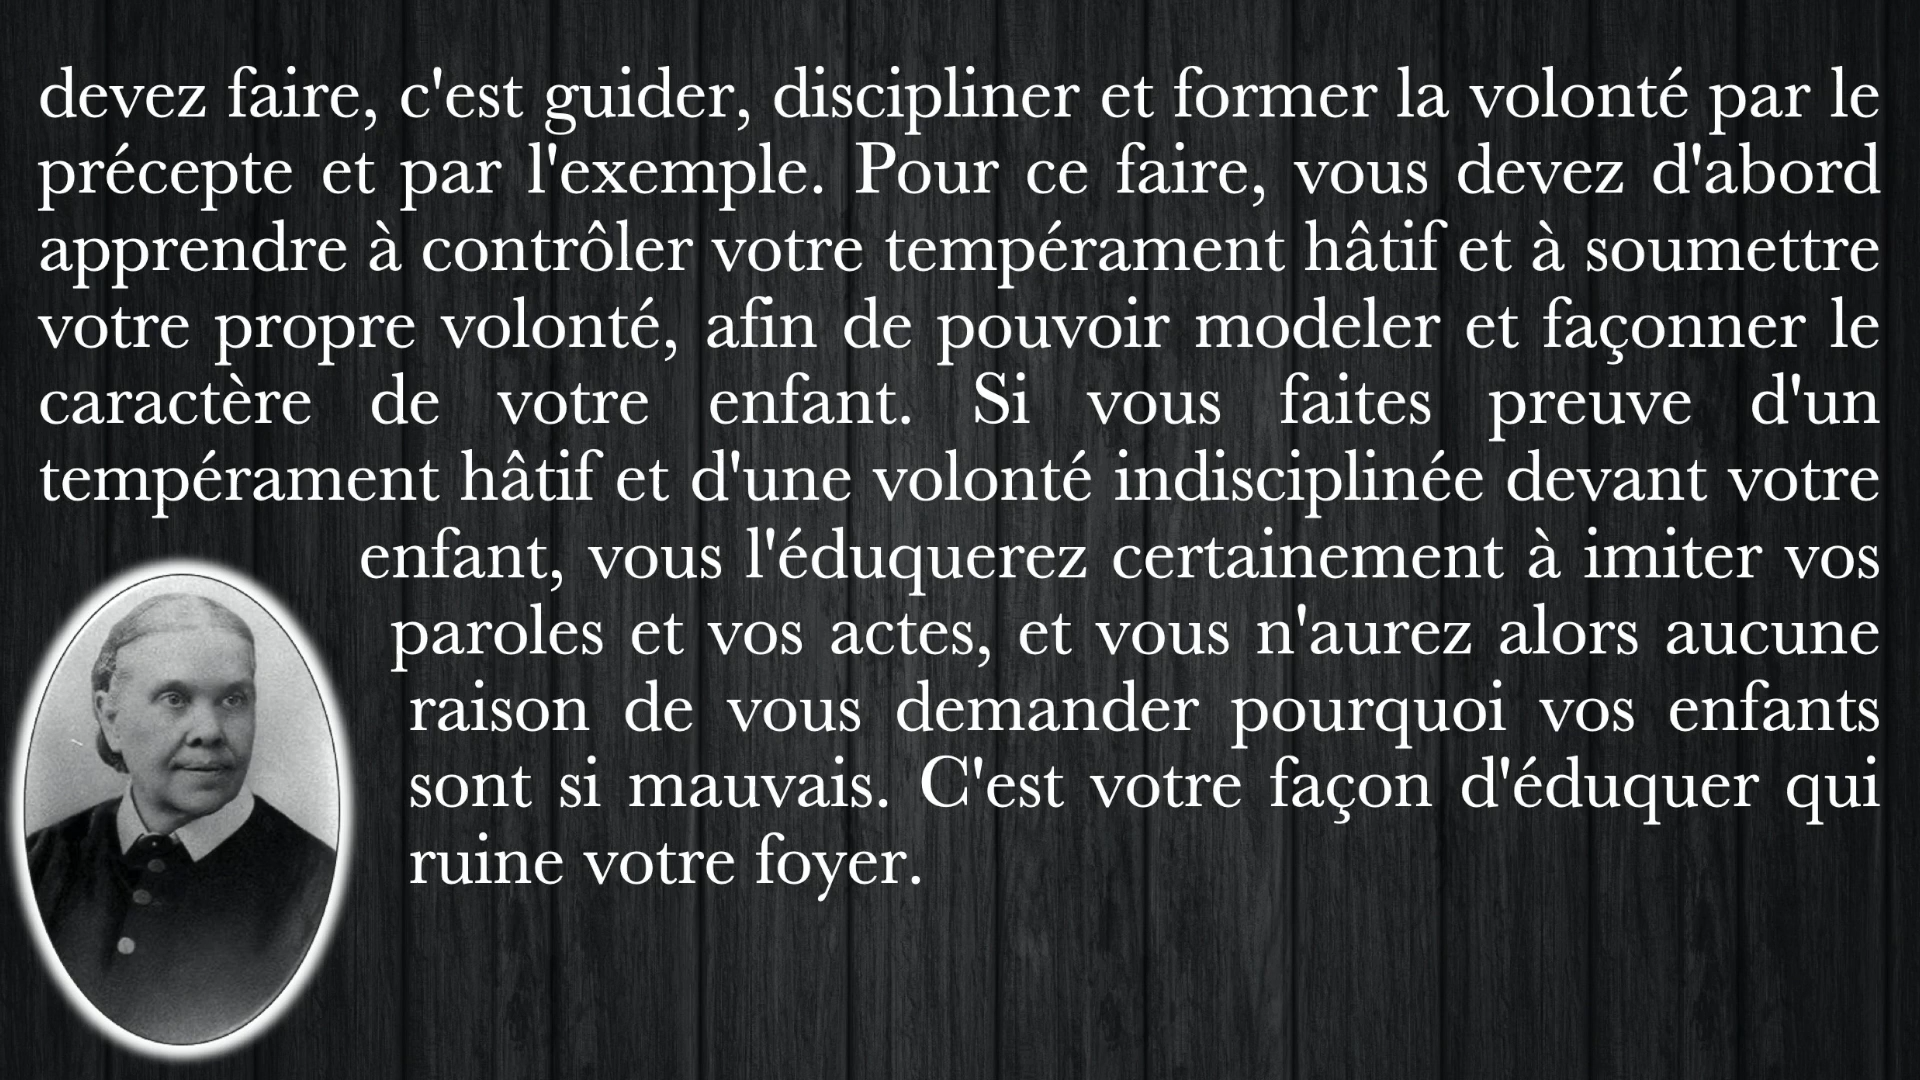 devez faire, c'est guider, discipliner et former la volonté par le
précepte et par l'exemple. Pour ce faire, vous devez d'abord
apprendre à contrôler votre tempérament hâtif et à soumettre
votre propre volonté, afin de pouvoir modeler et façonner le
caractère de votre enfant. Si vous faites preuve d'un
tempérament hâtif et d'une volonté indisciplinée devant votre
enfant, vous l'éduquerez certainement à imiter vos
paroles et vos actes, et vous n'aurez alors aucune
raison de vous demander pourquoi vos enfants
sont si mauvais. C'est votre façon d'éduquer qui
ruine votre foyer.